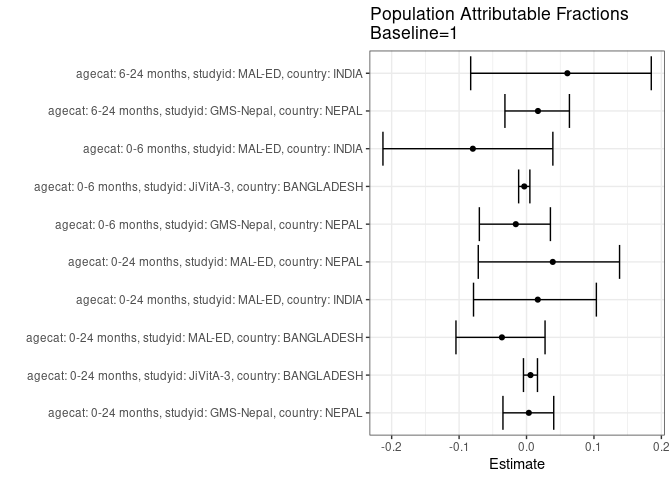 Population Attributable Fractions
Baseline=1
agecat: 6-24 months, studyid: MAL-ED, country: INDIA
agecat: 6-24 months, studyid: GMS-Nepal, country: NEPAL
agecat: 0-6 months, studyid: MAL-ED, country: INDIA
agecat: 0-6 months, studyid: JiVitA-3, country: BANGLADESH
agecat: 0-6 months, studyid: GMS-Nepal, country: NEPAL
agecat: 0-24 months, studyid: MAL-ED, country: NEPAL
agecat: 0-24 months, studyid: MAL-ED, country: INDIA
agecat: 0-24 months, studyid: MAL-ED, country: BANGLADESH
agecat: 0-24 months, studyid: JiVitA-3, country: BANGLADESH
agecat: 0-24 months, studyid: GMS-Nepal, country: NEPAL
-0.2 -0.1 0.0 0.1 0.2
Estimate